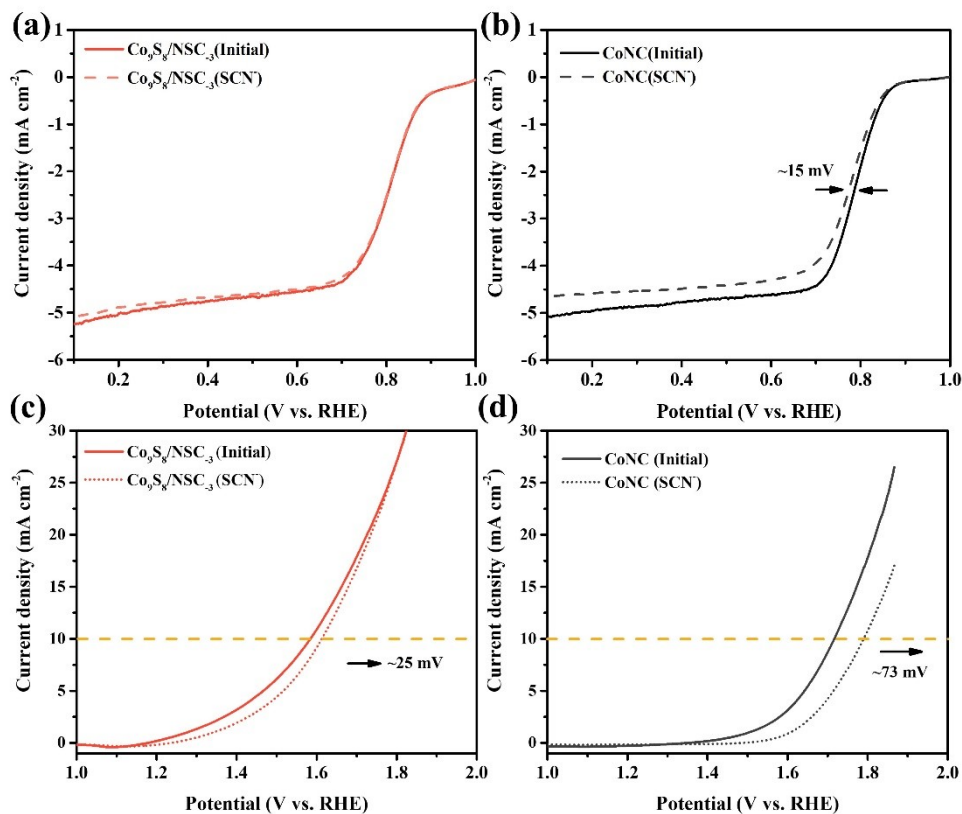 (a)
Co₉S₈/NSC₋₃(Initial)
Co₉S₈/NSC₋₃(SCN⁻)
1
0
-1
-2
-3
-4
-5
-6
Current density (mA cm⁻²)
0.2 0.4 0.6 0.8 1.0
Potential (V vs. RHE)
(b)
CoNC(Initial)
CoNC(SCN⁻)
~15 mV
1
0
-1
-2
-3
-4
-5
-6
Current density (mA cm⁻²)
0.2 0.4 0.6 0.8 1.0
Potential (V vs. RHE)
(c)
Co₉S₈/NSC₋₃ (Initial)
Co₉S₈/NSC₋₃ (SCN⁻)
~25 mV
30
25
20
15
10
5
0
Current density (mA cm⁻²)
1.0 1.2 1.4 1.6 1.8 2.0
Potential (V vs. RHE)
(d)
CoNC (Initial)
CoNC (SCN⁻)
~73 mV
30
25
20
15
10
5
0
Current density (mA cm⁻²)
1.0 1.2 1.4 1.6 1.8 2.0
Potential (V vs. RHE)